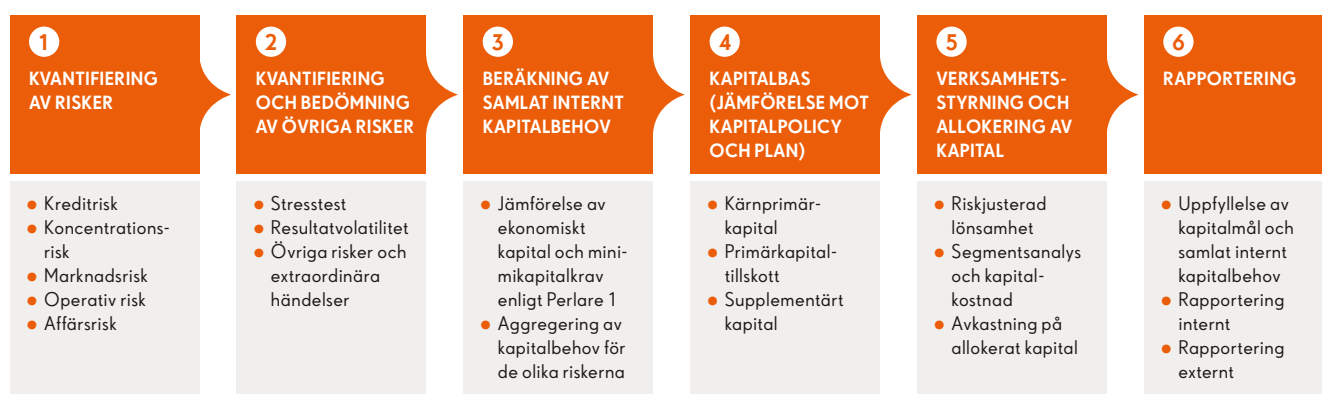 1
KVANTIFIERING
AV RISKER
Kreditrisk
Koncentrations-
risk
Marknadsrisk
Operativ risk
Affärsrisk
2
KVANTIFIERING
OCH BEDÖMNING
AV ÖVRIGA RISKER
Stresstest
Resultatvolatilitet
Övriga risker och
extraordinära
händelser
3
BERÄKNING AV
SAMLAT INTERNT
KAPITALBEHOV
Jämförelse av
ekonomiskt
kapital och mini-
mikapitalkrav
enligt Perlare 1
Aggregering av
kapitalbehov för
de olika riskerna
4
KAPITALBAS
(JÄMFÖRELSE MOT
KAPITALPOLICY
OCH PLAN)
Kärnprimär-
kapital
Primärkapital-
tillskott
Supplementärt
kapital
5
VERKSAMHETS-
STYRNING OCH
ALLOKERING AV
KAPITAL
Riskjusterad
lönsamhet
Segmentsanalys
och kapital-
kostnad
Avkastning på
allokerat kapital
6
RAPPORTERING
Uppfyllelse av
kapitalmål och
samlat internt
kapitalbehov
Rapportering
internt
Rapportering
externt